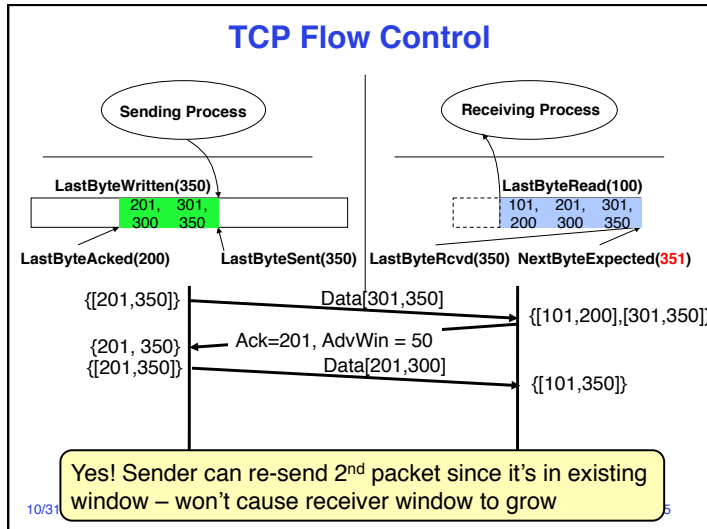 TCP Flow Control
Sending Process
Receiving Process
LastByteWritten(350)
LastByteRead(100)
201, 301,
300 350
101, 201, 301,
200 300 350
LastByteAcked(200)
LastByteSent(350)
LastByteRcvd(350)
NextByteExpected(351)
{[201,350]}
Data[301,350]
{[101,200],[301,350]}
Ack=201, AdvWin = 50
{201, 350}
{[201,350]}
Data[201,300]
{[101,350]}
Yes! Sender can re-send 2nd packet since it's in existing
window – won't cause receiver window to grow
10/31
5